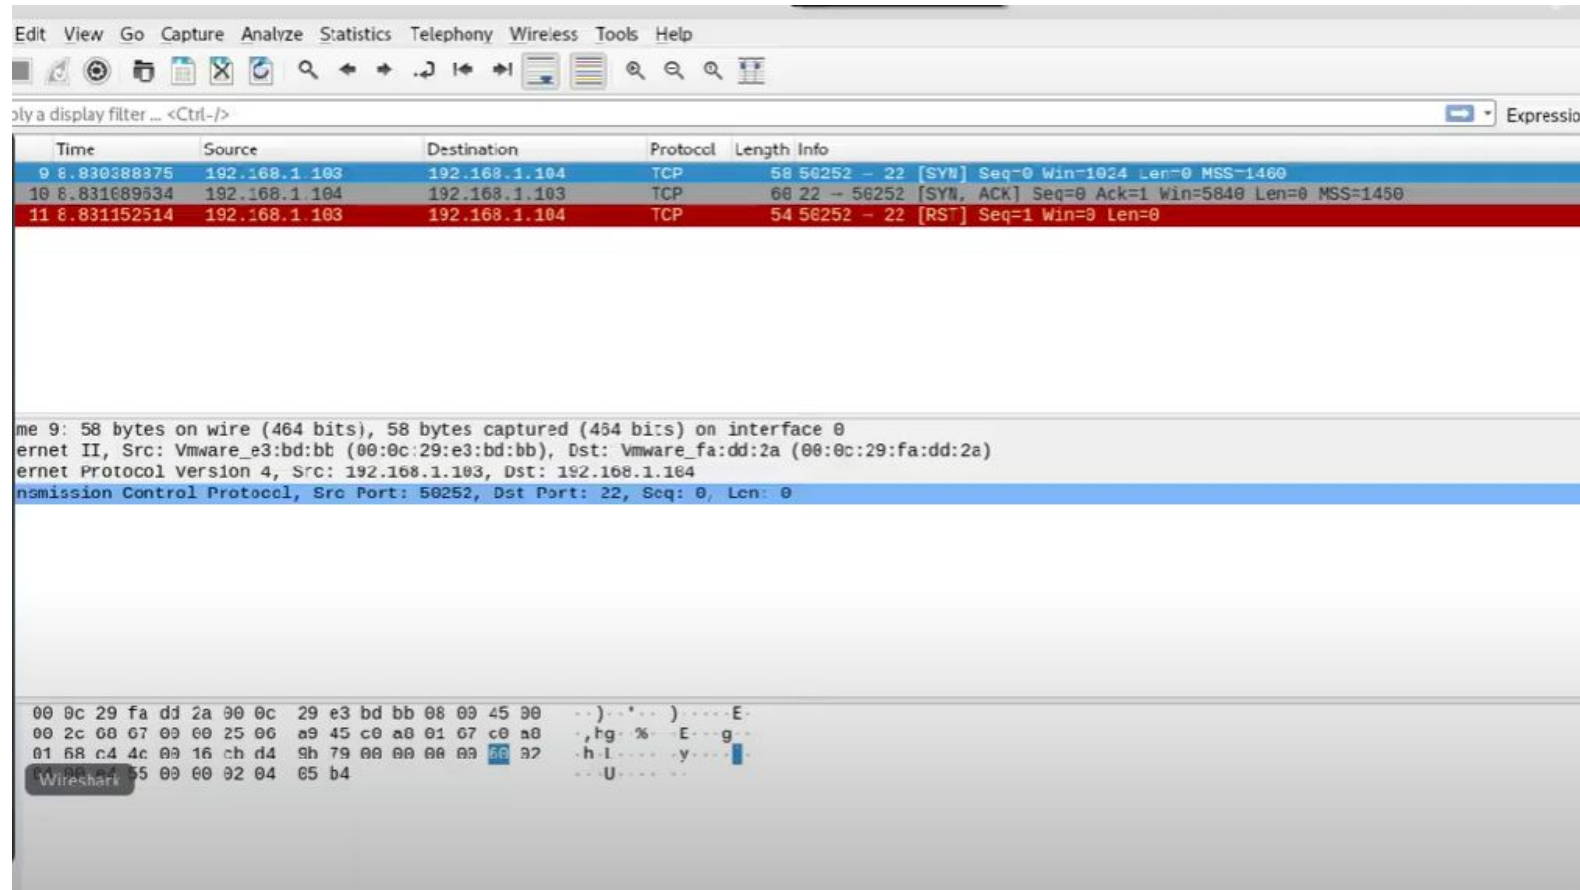 Edit View Go Capture Analyze Statistics Telephony Wireless Tools Help
ply a display filter ... <Ctrl-/> Expressio
Time Source Destination Protocol Length Info
9 8.830388875 192.168.1.103 192.168.1.104 TCP 58 50252 → 22 [SYN] Seq=0 Win=1024 Len=0 MSS=1460
10 8.831089634 192.168.1.104 192.168.1.103 TCP 60 22 → 50252 [SYN, ACK] Seq=0 Ack=1 Win=5840 Len=0 MSS=1460
11 8.831152514 192.168.1.103 192.168.1.104 TCP 54 50252 → 22 [RST] Seq=1 Win=0 Len=0
me 9: 58 bytes on wire (464 bits), 58 bytes captured (464 bits) on interface 0
ernet II, Src: Vmware_e3:bd:bb (00:0c:29:e3:bd:bb), Dst: Vmware_fa:dd:2a (00:0c:29:fa:dd:2a)
ernet Protocol Version 4, Src: 192.168.1.103, Dst: 192.168.1.104
nsmission Control Protocol, Src Port: 50252, Dst Port: 22, Seq: 0, Len: 0
00 0c 29 fa dd 2a 00 0c 29 e3 bd bb 08 00 45 00 ··)··*·· )·····E·
00 2c 68 67 00 00 25 06 a9 45 c0 a8 01 67 c0 a8 ·,hg··%· ·E···g··
01 68 c4 4c 00 16 cb d4 9b 79 00 00 00 00 60 02 ·h·L···· ·y····`·
55 00 00 02 04 05 b4 ···U···· ··
Wireshark